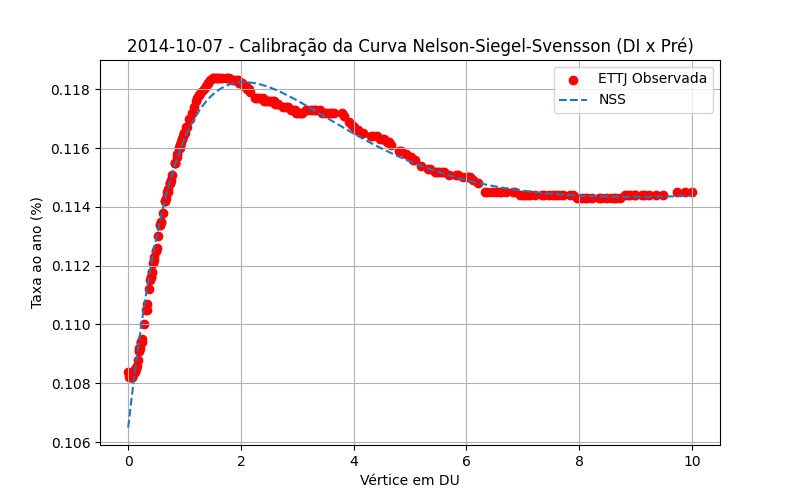 2014-10-07 - Calibração da Curva Nelson-Siegel-Svensson (DI x Pré)
ETTJ Observada
NSS
Taxa ao ano (%)
0.118
0.116
0.114
0.112
0.110
0.108
0.106
0
2
4
6
8
10
Vértice em DU